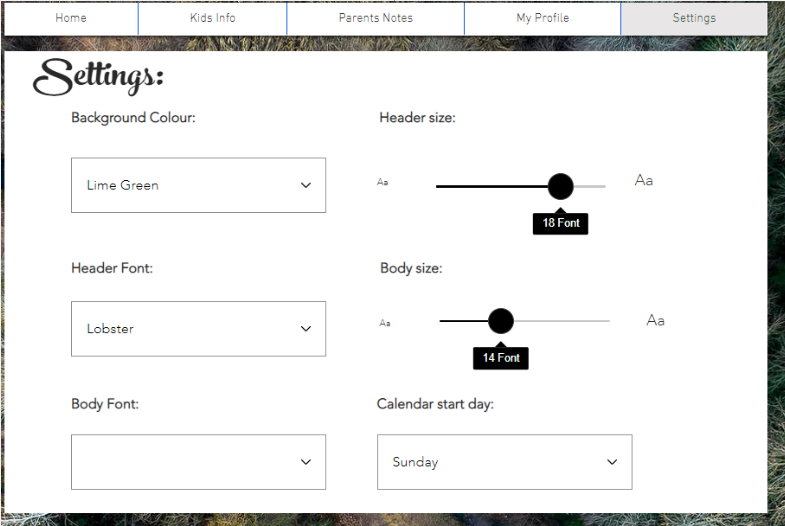 Home Kids Info Parents Notes My Profile Settings
Settings:
Background Colour: Header size:
Lime Green Aa Aa
18 Font
Header Font: Body size:
Lobster Aa Aa
14 Font
Body Font: Calendar start day:
Sunday